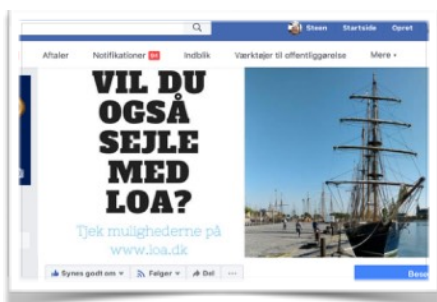 Steen Startside Opret
Aftaler Notifikationer Indblik Værktøjer til offentliggørelse Mere
VIL DU
OGSÅ
SEJLE
MED
LOA?
Tjek mulighederne på
www.loa.dk
Synes godt om Følger Del ...